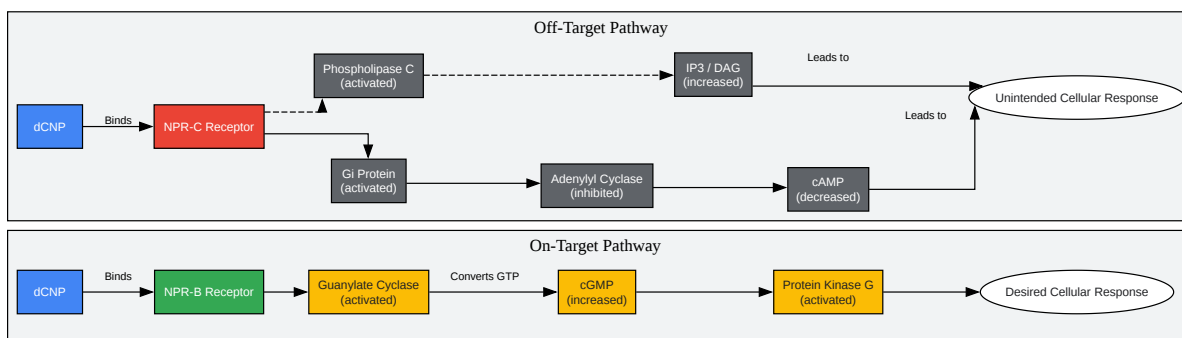 Off-Target Pathway
Phospholipase C
(activated)
IP3 / DAG
(increased)
Leads to
Unintended Cellular Response
dCNP
Binds
NPR-C Receptor
Leads to
Gi Protein
(activated)
Adenylyl Cyclase
(inhibited)
cAMP
(decreased)
On-Target Pathway
dCNP
Binds
NPR-B Receptor
Guanylate Cyclase
(activated)
Converts GTP
cGMP
(increased)
Protein Kinase G
(activated)
Desired Cellular Response